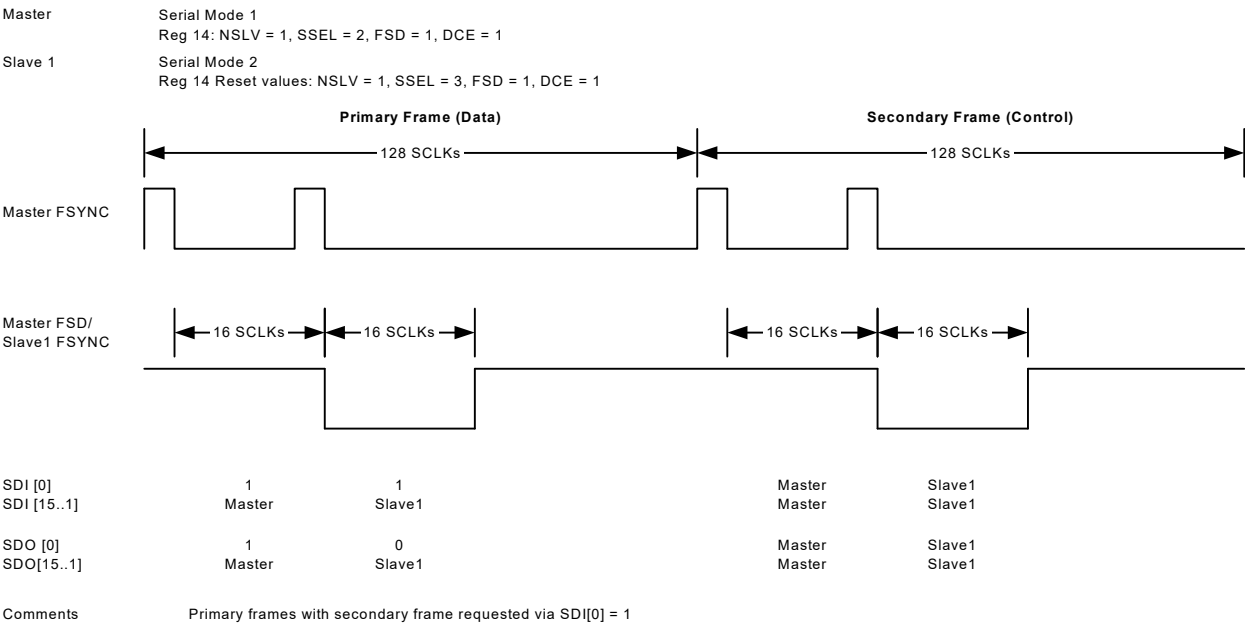 Master Serial Mode 1
Reg 14: NSLV = 1, SSEL = 2, FSD = 1, DCE = 1
Slave 1 Serial Mode 2
Reg 14 Reset values: NSLV = 1, SSEL = 3, FSD = 1, DCE = 1
Primary Frame (Data) Secondary Frame (Control)
128 SCLKs 128 SCLKs
Master FSYNC
Master FSD/
Slave1 FSYNC
16 SCLKs 16 SCLKs 16 SCLKs 16 SCLKs
SDI [0] 1 1 Master Slave1
SDI [15..1] Master Slave1 Master Slave1
SDO [0] 1 0 Master Slave1
SDO[15..1] Master Slave1 Master Slave1
Comments Primary frames with secondary frame requested via SDI[0] = 1